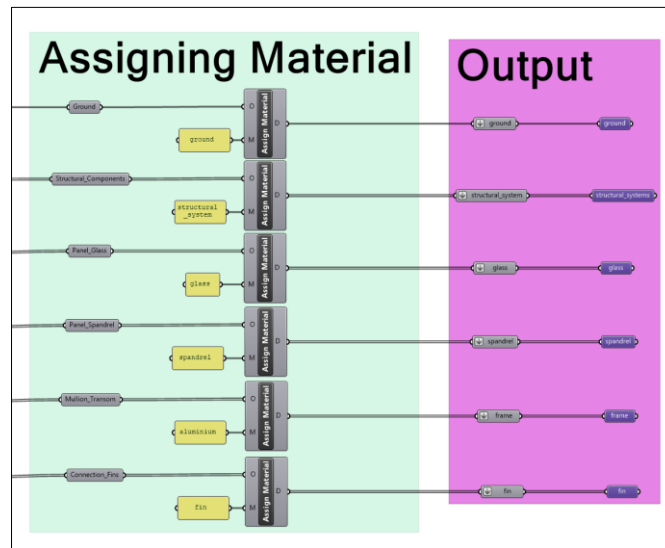 Assigning Material
Output
Ground
O
M
D
Assign Material
ground
ground
ground
Structural_Components
O
M
D
Assign Material
structural
_system
structural_system
structural_systems
Panel_Glass
O
M
D
Assign Material
glass
glass
glass
Panel_Spandrel
O
M
D
Assign Material
spandrel
spandrel
spandrel
Mullion_Transom
O
M
D
Assign Material
aluminium
frame
frame
Connection_Fins
O
M
D
Assign Material
fin
fin
fin